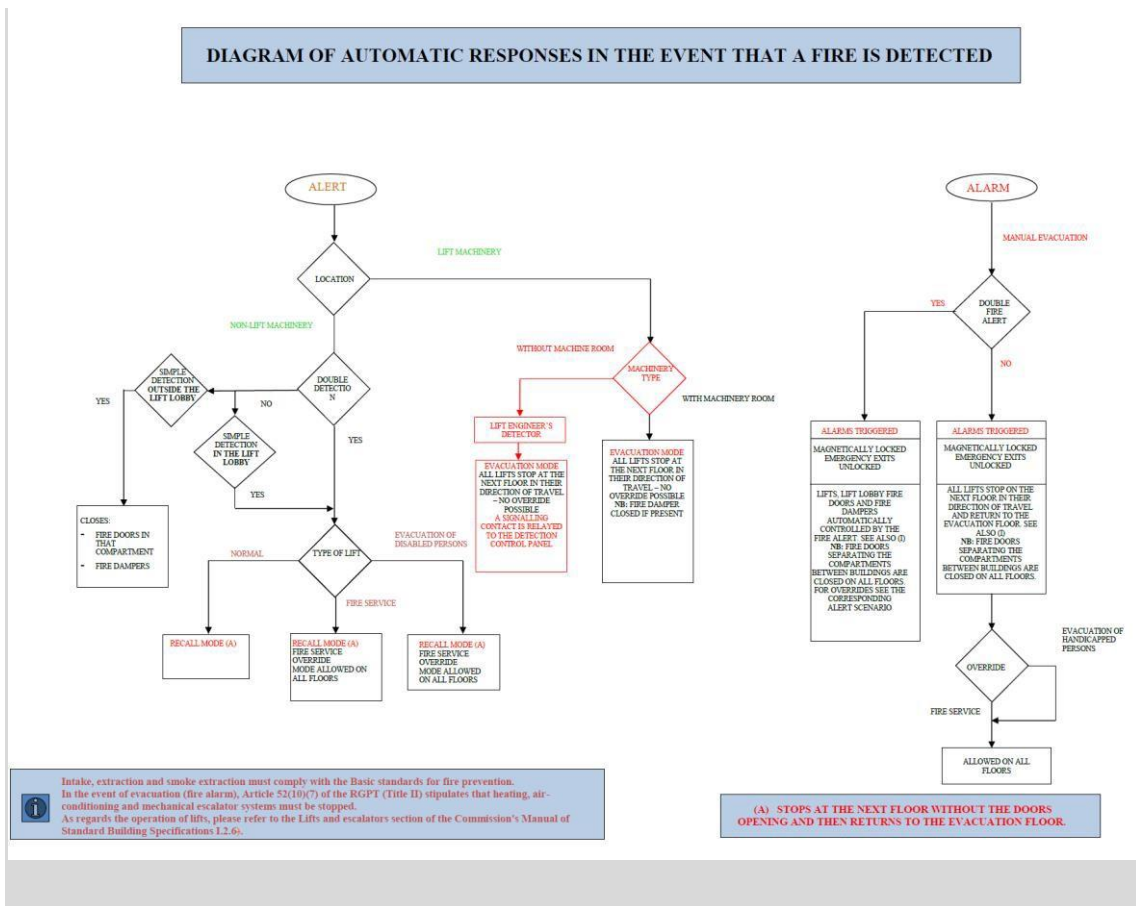 DIAGRAM OF AUTOMATIC RESPONSES IN THE EVENT THAT A FIRE IS DETECTED
ALERT
LOCATION
LIFT MACHINERY
NON-LIFT MACHINERY
SIMPLE
DETECTION
OUTSIDE THE
LIFT LOBBY
YES
NO
DOUBLE
DETECTIO
N
YES
SIMPLE
DETECTION
IN THE LIFT
LOBBY
YES
CLOSES:
- FIRE DOORS IN
THAT
COMPARTMENT
- FIRE DAMPERS
WITHOUT MACHINE ROOM
MACHINERY
TYPE
WITH MACHINERY ROOM
LIFT ENGINEER'S
DETECTOR
EVACUATION MODE
ALL LIFTS STOP AT THE
NEXT FLOOR IN THEIR
DIRECTION OF TRAVEL
– NO OVERRIDE
POSSIBLE
A SIGNALLING
CONTACT IS RELAYED
TO THE DETECTION
CONTROL PANEL
EVACUATION MODE
ALL LIFTS STOP AT
THE NEXT FLOOR IN
THEIR DIRECTION OF
TRAVEL – NO
OVERRIDE POSSIBLE
NB: FIRE DAMPER
CLOSED IF PRESENT
TYPE OF LIFT
NORMAL
EVACUATION OF
DISABLED PERSONS
FIRE SERVICE
RECALL MODE (A)
RECALL MODE (A)
FIRE SERVICE
OVERRIDE
MODE ALLOWED ON
ALL FLOORS
RECALL MODE (A)
FIRE SERVICE
OVERRIDE
MODE ALLOWED
ON ALL FLOORS
ALARM
MANUAL EVACUATION
DOUBLE
FIRE
ALERT
YES
NO
ALARMS TRIGGERED
MAGNETICALLY LOCKED
EMERGENCY EXITS
UNLOCKED
LIFTS, LIFT LOBBY FIRE
DOORS AND FIRE
DAMPERS
AUTOMATICALLY
CONTROLLED BY THE
FIRE ALERT. SEE ALSO (I)
NB: FIRE DOORS
SEPARATING THE
COMPARTMENTS
BETWEEN BUILDINGS ARE
CLOSED ON ALL FLOORS.
FOR OVERRIDES SEE THE
CORRESPONDING
ALERT SCENARIO
ALARMS TRIGGERED
MAGNETICALLY LOCKED
EMERGENCY EXITS
UNLOCKED
ALL LIFTS STOP ON THE
NEXT FLOOR IN THEIR
DIRECTION OF TRAVEL
AND RETURN TO THE
EVACUATION FLOOR. SEE
ALSO (I)
NB: FIRE DOORS
SEPARATING THE
COMPARTMENTS
BETWEEN BUILDINGS ARE
CLOSED ON ALL FLOORS.
OVERRIDE
EVACUATION OF
HANDICAPPED
PERSONS
FIRE SERVICE
ALLOWED ON ALL
FLOORS
Intake, extraction and smoke extraction must comply with the Basic standards for fire prevention.
In the event of evacuation (fire alarm), Article 52(10)(7) of the RGPT (Title II) stipulates that heating, air-
conditioning and mechanical escalator systems must be stopped.
As regards the operation of lifts, please refer to the Lifts and escalators section of the Commission's Manual of
Standard Building Specifications I.2.6).
(A) STOPS AT THE NEXT FLOOR WITHOUT THE DOORS
OPENING AND THEN RETURNS TO THE EVACUATION FLOOR.